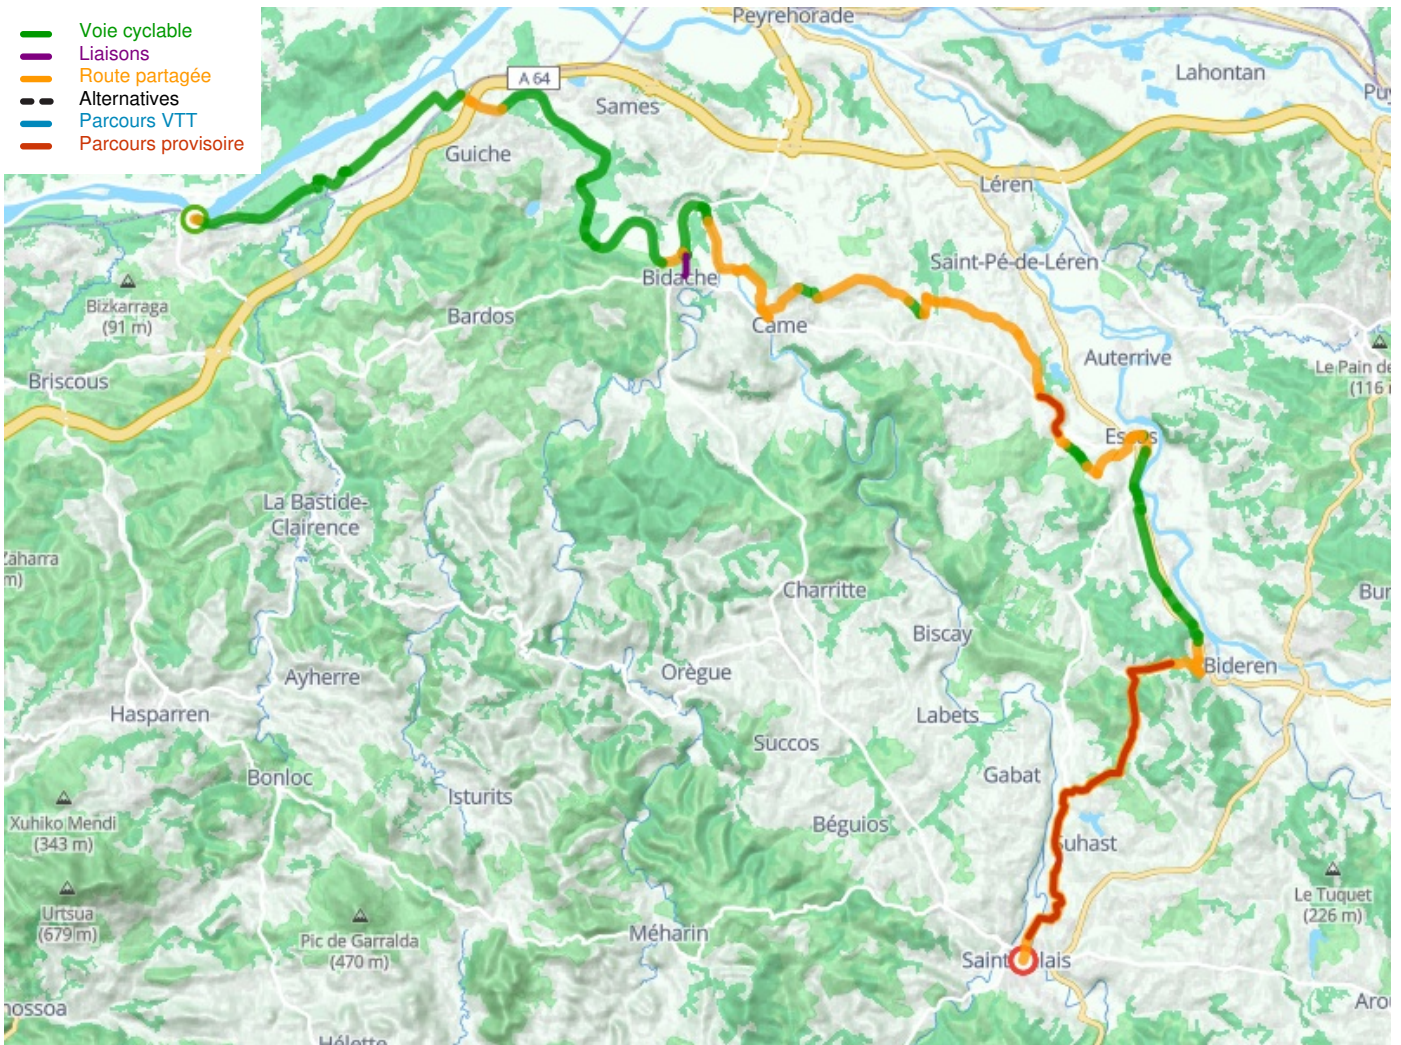 Voie cyclable
Liaisons
Route partagée
Alternatives
Parcours VTT
Parcours provisoire
Peyrehorade
A 64
Lahontan
Sames
Guiche
Léren
Saint-Pé-de-Léren
Bidache
Bizkarraga
(91 m)
Bardos
Came
Auterrive
Le Pain de
(116
Briscous
La Bastide-
Clairence
Charritte
Biscay
Orègue
Bideren
Ayherre
Hasparren
Labets
Succos
Gabat
Bonloc
Isturits
Xuhiko Mendi
(343 m)
Béguios
Suhast
Urtsua
(679 m)
Pic de Garralda
(470 m)
Méharin
Le Tuquet
(226 m)
Hélette